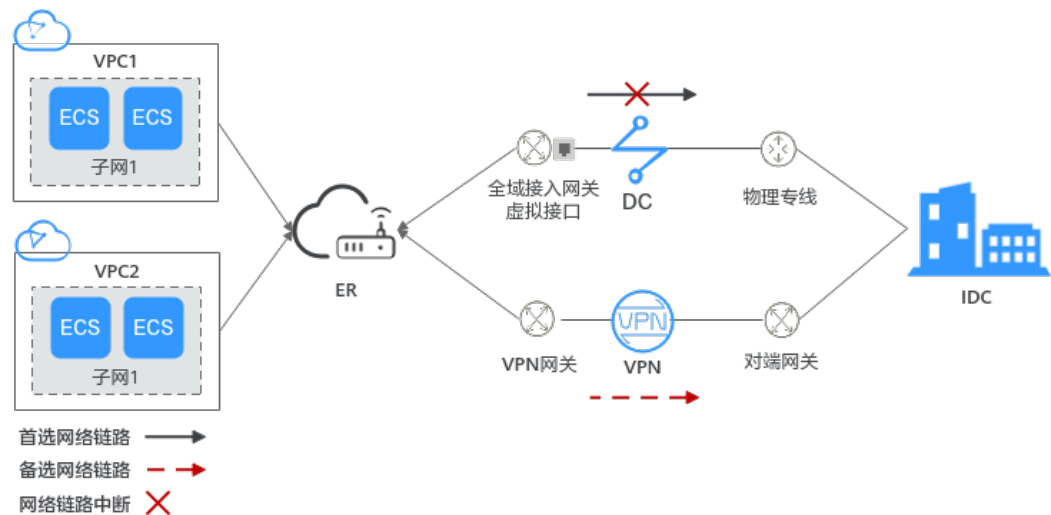 VPC1
ECS
ECS
子网1
VPC2
ECS
ECS
子网1
ER
全域接入网关
虚拟接口
DC
物理专线
VPN网关
VPN
VPN
对端网关
IDC
首选网络链路
备选网络链路
网络链路中断